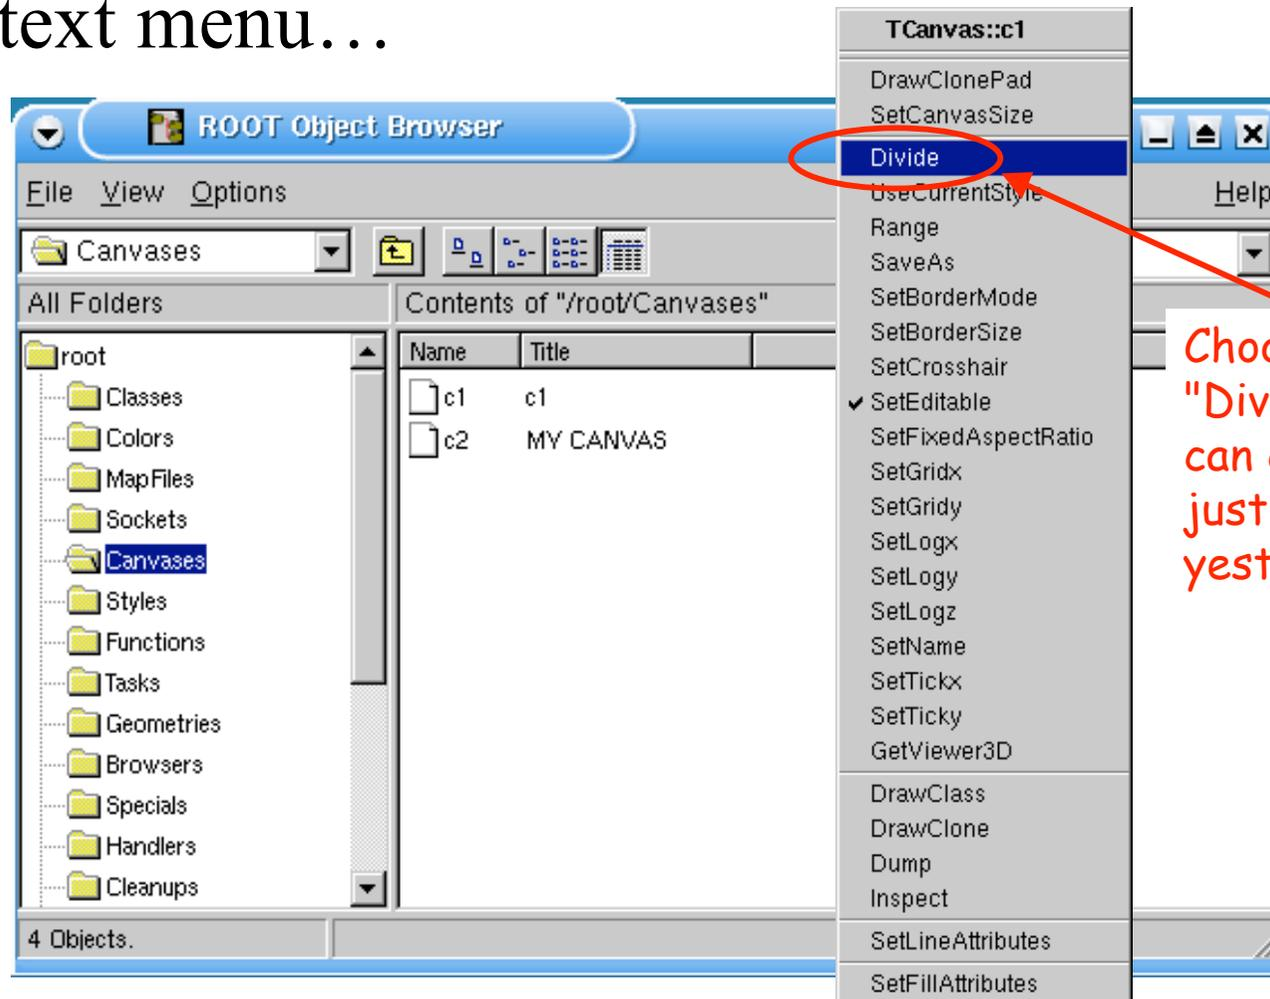 text menu…
ROOT Object Browser
File View Options
Help
Canvases
All Folders
Contents of "/root/Canvases"
root
Classes
Colors
MapFiles
Sockets
Canvases
Styles
Functions
Tasks
Geometries
Browsers
Specials
Handlers
Cleanups
Name Title
c1 c1
c2 MY CANVAS
4 Objects.
TCanvas::c1
DrawClonePad
SetCanvasSize
Divide
UseCurrentStyle
Range
SaveAs
SetBorderMode
SetBorderSize
SetCrosshair
SetEditable
SetFixedAspectRatio
SetGridx
SetGridy
SetLogx
SetLogy
SetLogz
SetName
SetTickx
SetTicky
GetViewer3D
DrawClass
DrawClone
Dump
Inspect
SetLineAttributes
SetFillAttributes
can
just